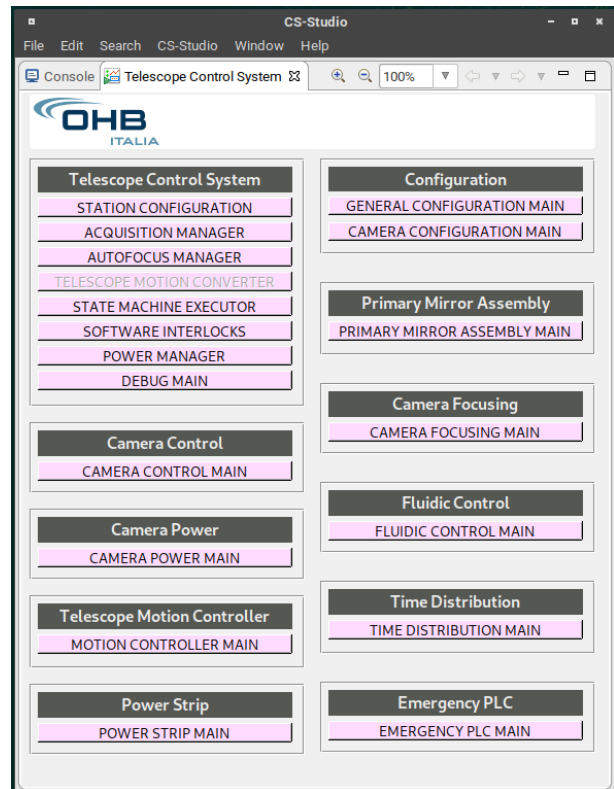 CS-Studio
File Edit Search CS-Studio Window Help
Console Telescope Control System 100%
OHB
ITALIA
Telescope Control System
STATION CONFIGURATION
ACQUISITION MANAGER
AUTOFOCUS MANAGER
TELESCOPE MOTION CONVERTER
STATE MACHINE EXECUTOR
SOFTWARE INTERLOCKS
POWER MANAGER
DEBUG MAIN
Camera Control
CAMERA CONTROL MAIN
Camera Power
CAMERA POWER MAIN
Telescope Motion Controller
MOTION CONTROLLER MAIN
Power Strip
POWER STRIP MAIN
Configuration
GENERAL CONFIGURATION MAIN
CAMERA CONFIGURATION MAIN
Primary Mirror Assembly
PRIMARY MIRROR ASSEMBLY MAIN
Camera Focusing
CAMERA FOCUSING MAIN
Fluidic Control
FLUIDIC CONTROL MAIN
Time Distribution
TIME DISTRIBUTION MAIN
Emergency PLC
EMERGENCY PLC MAIN